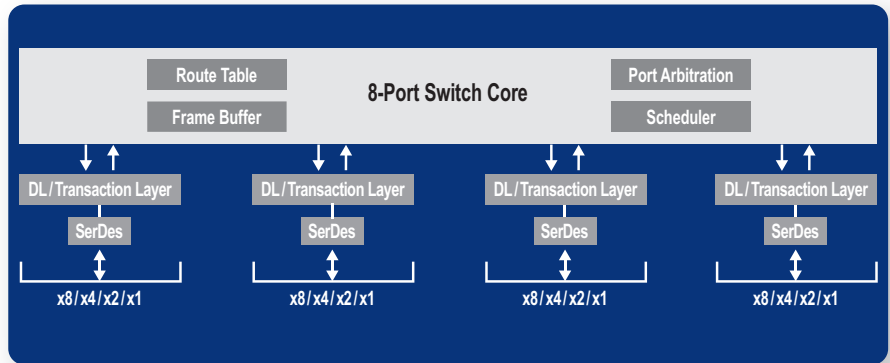 Route Table
Port Arbitration
8-Port Switch Core
Frame Buffer
Scheduler
DL/Transaction Layer
DL/Transaction Layer
DL/Transaction Layer
DL/Transaction Layer
SerDes
SerDes
SerDes
SerDes
x8/x4/x2/x1
x8/x4/x2/x1
x8/x4/x2/x1
x8/x4/x2/x1